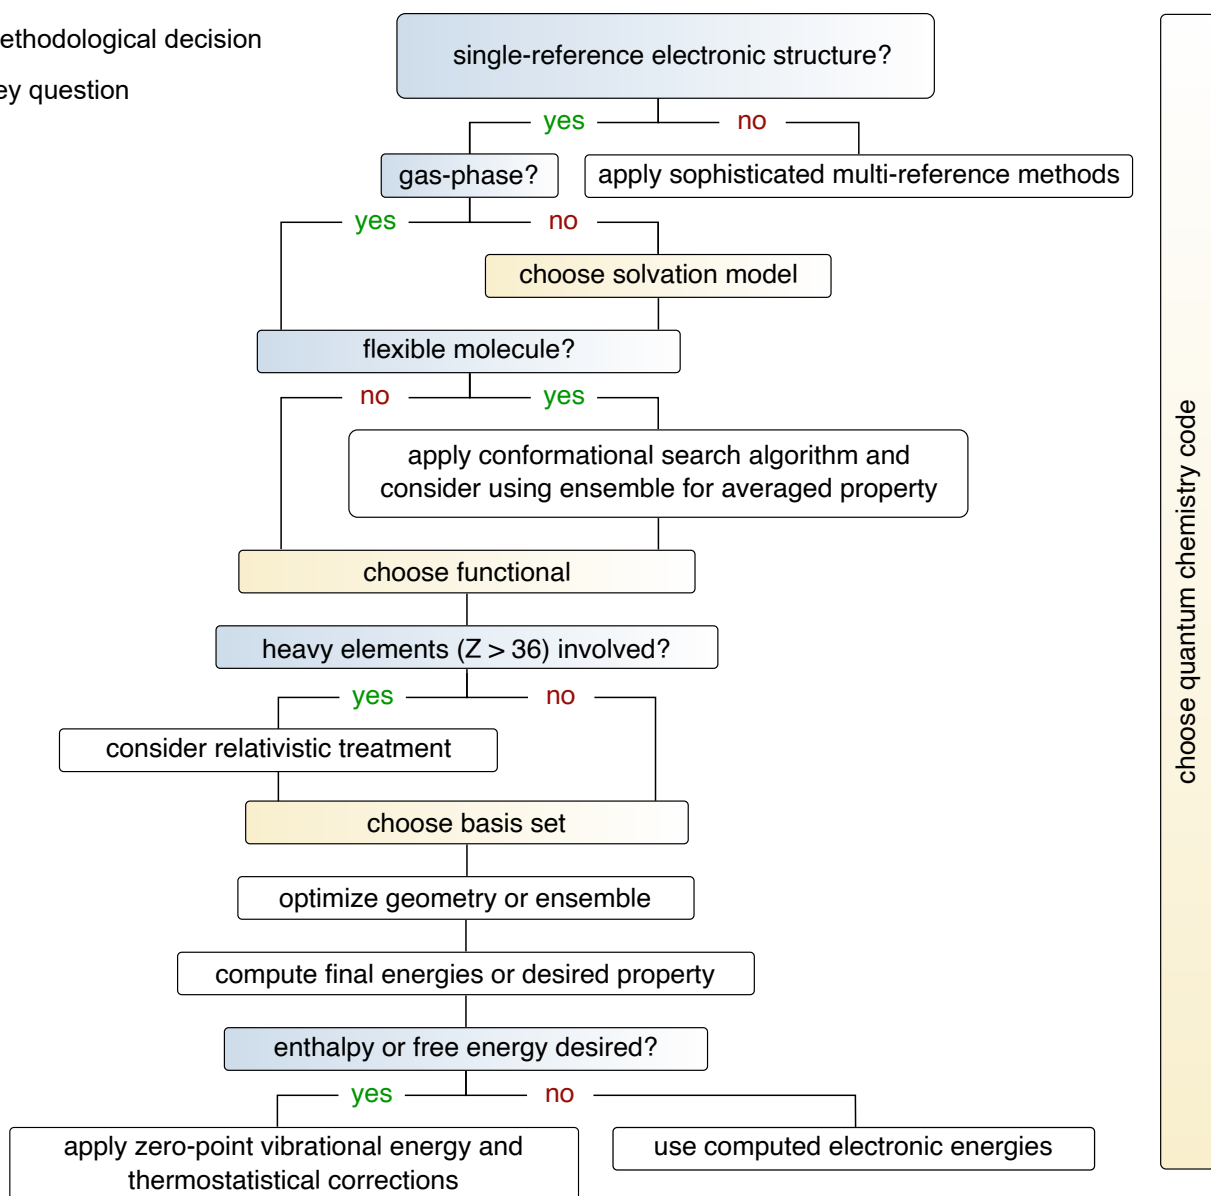 ethodological decision
ey question
single-reference electronic structure?
yes
no
gas-phase?
apply sophisticated multi-reference methods
yes
no
choose solvation model
flexible molecule?
no
yes
apply conformational search algorithm and
consider using ensemble for averaged property
choose functional
heavy elements (Z > 36) involved?
yes
no
consider relativistic treatment
choose basis set
optimize geometry or ensemble
compute final energies or desired property
enthalpy or free energy desired?
yes
no
apply zero-point vibrational energy and
thermostatistical corrections
use computed electronic energies
choose quantum chemistry code